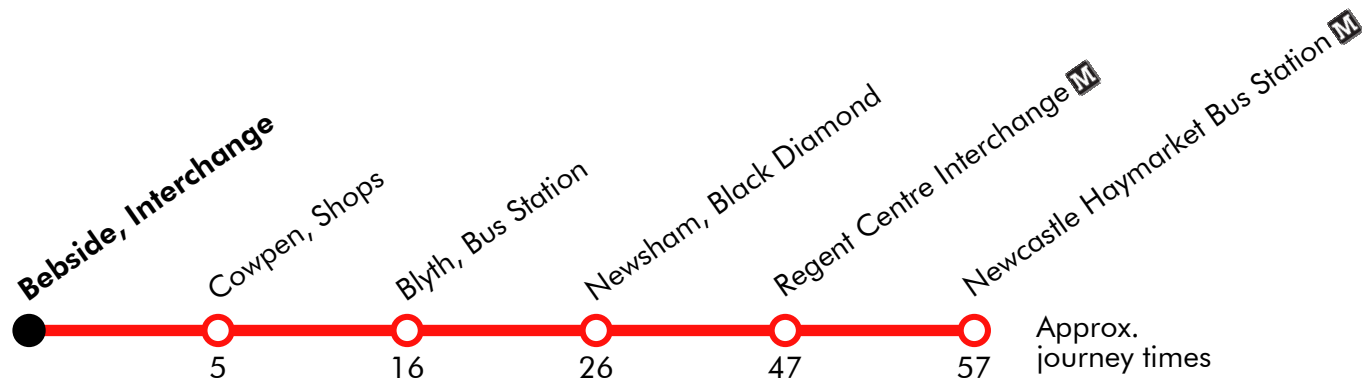 Bebside, Interchange
Cowpen, Shops
Blyth, Bus Station
Newsham, Black Diamond
Regent Centre Interchange M
Newcastle Haymarket Bus Station M
5
16
26
47
57
Approx.
journey times